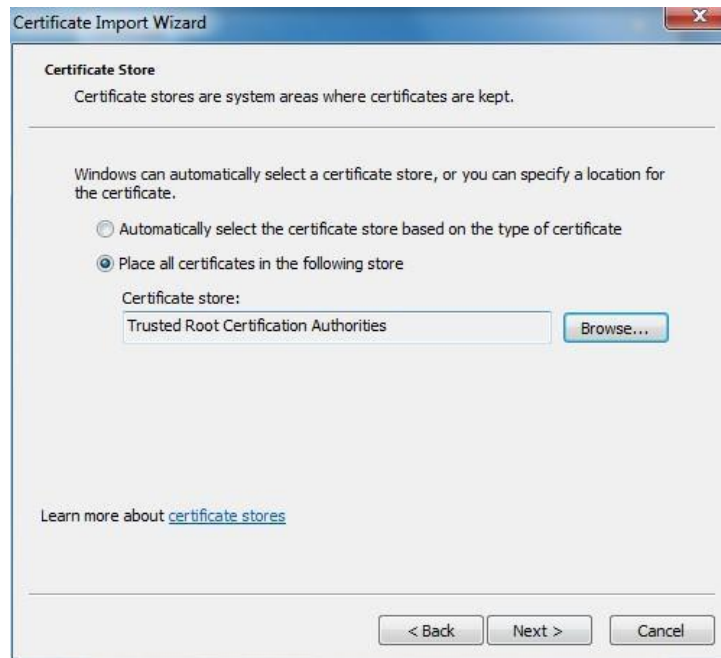 Certificate Import Wizard
Certificate Store
Certificate stores are system areas where certificates are kept.
Windows can automatically select a certificate store, or you can specify a location for
the certificate.
Automatically select the certificate store based on the type of certificate
Place all certificates in the following store
Certificate store:
Trusted Root Certification Authorities
Browse...
Learn more about certificate stores
< Back Next > Cancel